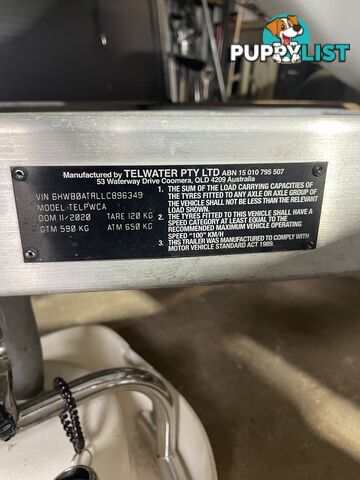 PUPPYLIST
Manufactured by TELWATER PTY LTD ABN 15 010 795 507
53 Waterway Drive Coomera, QLD 4209 Australia
VIN 6HW80ATRLLC896349
MODEL TELPWCA
DOM 11/2020 TARE 120 KG
GTM 590 KG ATM 650 KG
1. THE SUM OF THE LOAD CARRYING CAPACITIES OF
THE TYRES FITTED TO ANY AXLE OR AXLE GROUP OF
THIS VEHICLE SHALL NOT BE LESS THAN THE RELEVANT
LOAD SHOWN.
2. THE TYRES FITTED TO THIS VEHICLE SHALL HAVE A
SPEED CATEGORY AT LEAST EQUAL TO THE
RECOMMENDED MAXIMUM VEHICLE OPERATING
SPEED "100" KM/H
3. THIS TRAILER WAS MANUFACTURED TO COMPLY WITH
MOTOR VEHICLE STANDARD ACT 1989.